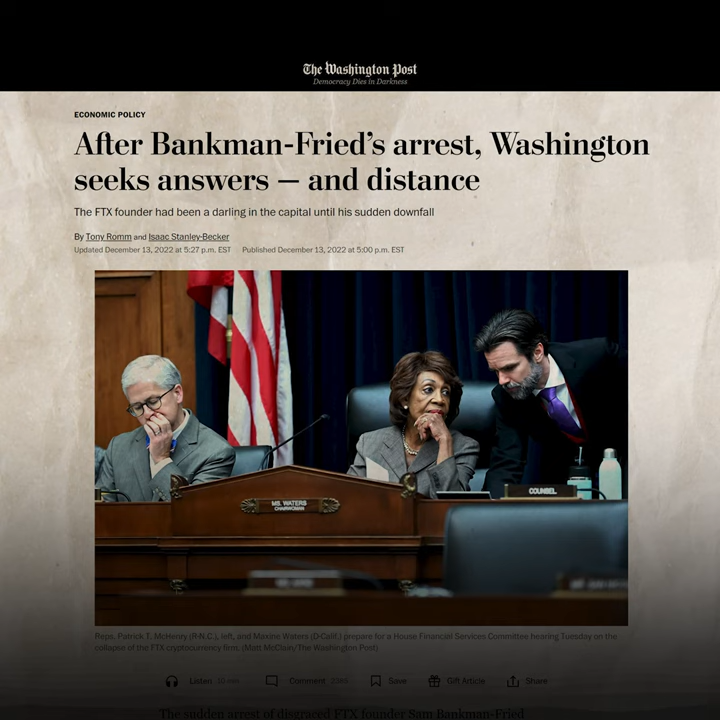 The Washington Post
Democracy Dies in Darkness
ECONOMIC POLICY
After Bankman-Fried's arrest, Washington
seeks answers — and distance
The FTX founder had been a darling in the capital until his sudden downfall
By Tony Romm and Isaac Stanley-Becker
Updated December 13, 2022 at 5:27 p.m. EST Published December 13, 2022 at 5:00 p.m. EST
MS. WATERS
CHAIRWOMAN
COUNSEL
Reps. Patrick T. McHenry (R-N.C.), left, and Maxine Waters (D-Calif.) prepare for a House Financial Services Committee hearing Tuesday on the
collapse of the FTX cryptocurrency firm. (Matt McClain/The Washington Post)
Listen Comment Save Gift Article Share
The sudden arrest of disgraced FTX founder Sam Bankman-Fried